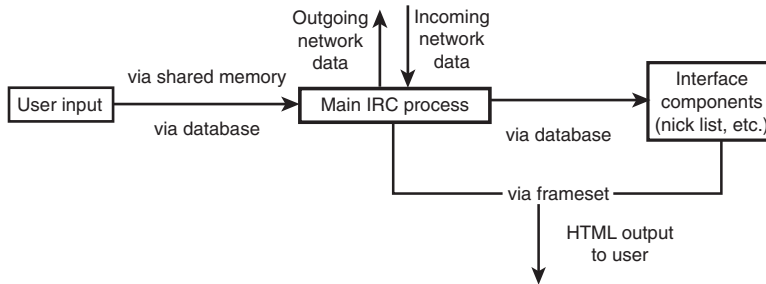 Outgoing
network
data
Incoming
network
data
via shared memory
User input
Main IRC process
Interface
components
(nick list, etc.)
via database
via database
via frameset
HTML output
to user